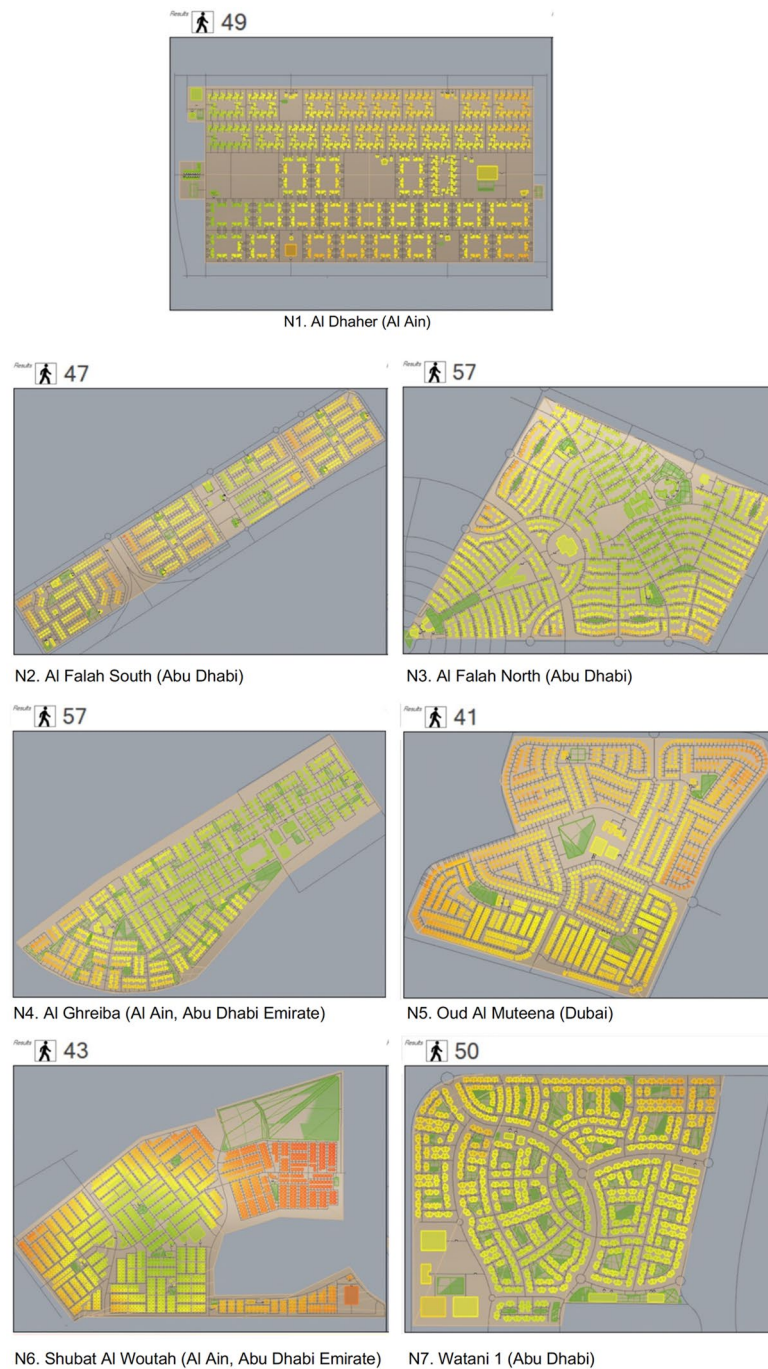 Results 49
N1. Al Dhaher (Al Ain)
Results 47
Results 57
N2. Al Falah South (Abu Dhabi)
N3. Al Falah North (Abu Dhabi)
Results 57
Results 41
N4. Al Ghreiba (Al Ain, Abu Dhabi Emirate)
N5. Oud Al Muteena (Dubai)
Results 43
Results 50
N6. Shubat Al Woutah (Al Ain, Abu Dhabi Emirate)
N7. Watani 1 (Abu Dhabi)